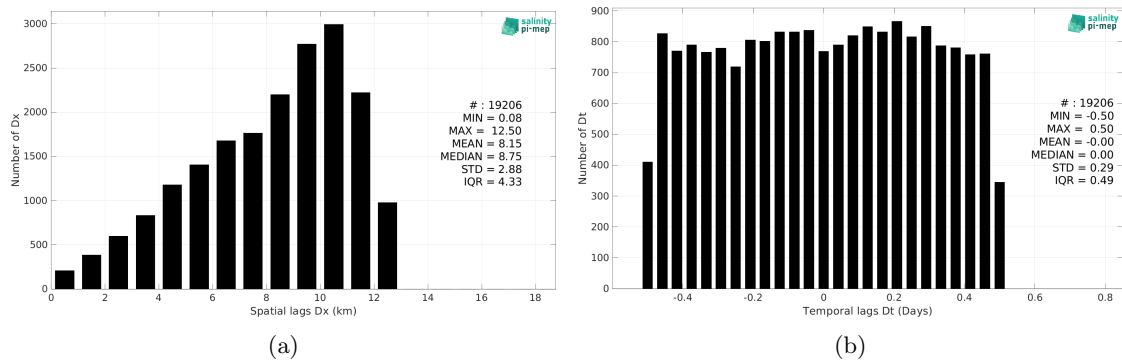 3000
2500
2000
1500
1000
500
0
Number of Dx
salinity
pi-mep
# : 19206
MIN = 0.08
MAX = 12.50
MEAN = 8.15
MEDIAN = 8.75
STD = 2.88
IQR = 4.33
0 2 4 6 8 10 12 14 16 18
Spatial lags Dx (km)
(a)
900
800
700
600
500
400
300
200
100
0
Number of Dt
salinity
pi-mep
# : 19206
MIN = -0.50
MAX = 0.50
MEAN = -0.00
MEDIAN = 0.00
STD = 0.29
IQR = 0.49
-0.4 -0.2 0 0.2 0.4 0.6 0.8
Temporal lags Dt (Days)
(b)